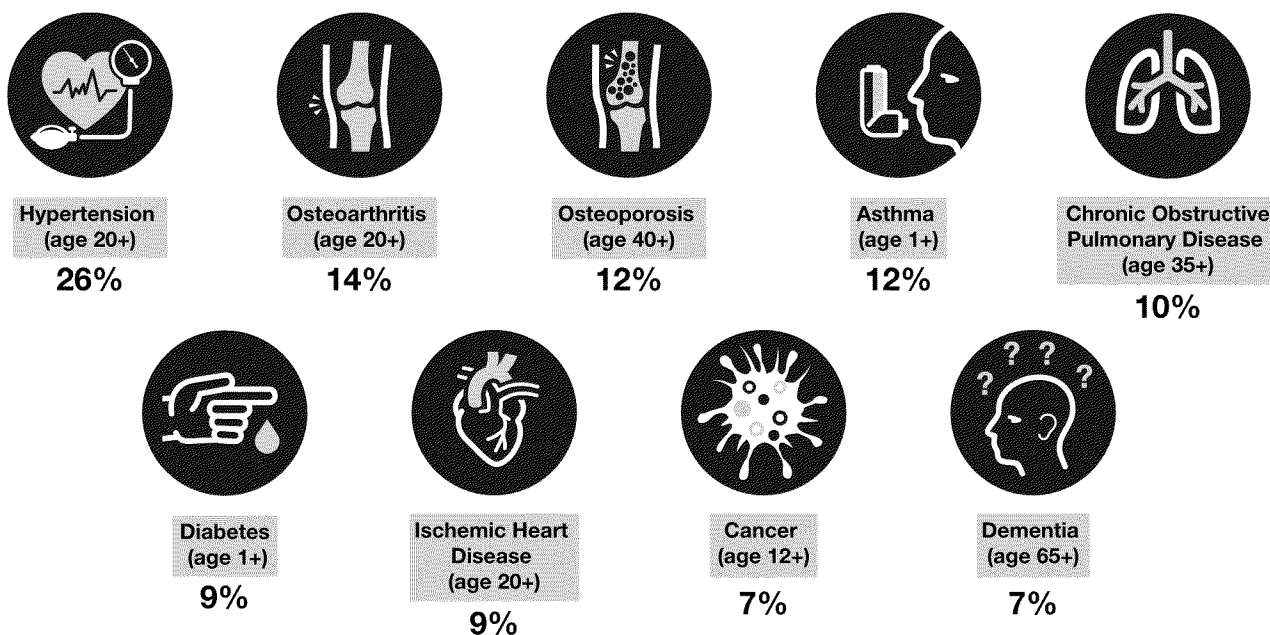 Hypertension
(age 20+)
26%
Osteoarthritis
(age 20+)
14%
Osteoporosis
(age 40+)
12%
Asthma
(age 1+)
12%
Chronic Obstructive
Pulmonary Disease
(age 35+)
10%
Diabetes
(age 1+)
9%
Ischemic Heart
Disease
(age 20+)
9%
Cancer
(age 12+)
7%
? ? ? ?
Dementia
(age 65+)
7%